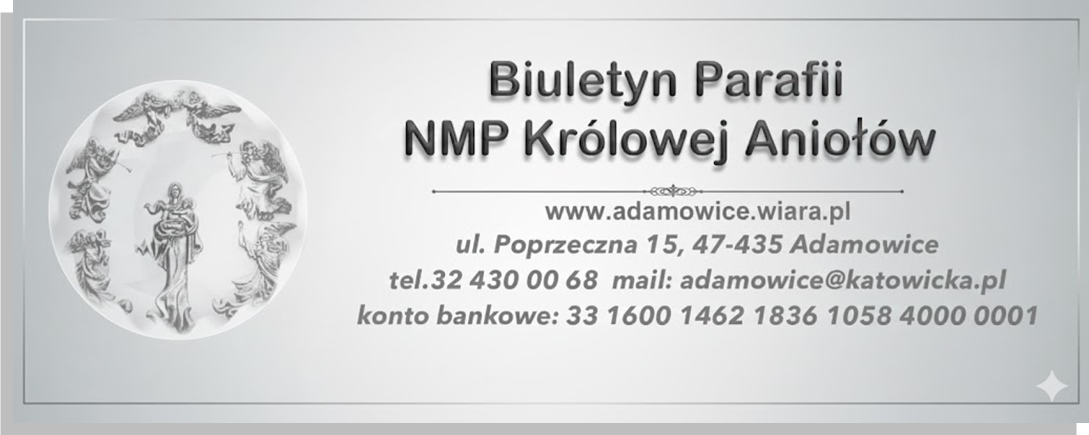 Biuletyn Parafii
NMP Królowej Aniołów
www.adamowice.wiara.pl
ul. Poprzeczna 15, 47-435 Adamowice
tel.32 430 00 68 mail: adamowice@katowicka.pl
konto bankowe: 33 1600 1462 1836 1058 4000 0001